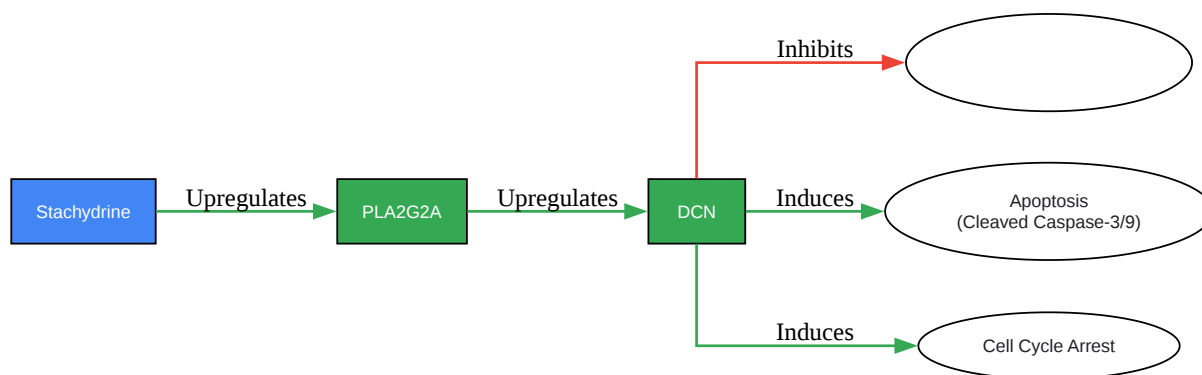 Inhibits
Stachydrine
Upregulates
PLA2G2A
Upregulates
DCN
Induces
Apoptosis
(Cleaved Caspase-3/9)
Induces
Cell Cycle Arrest